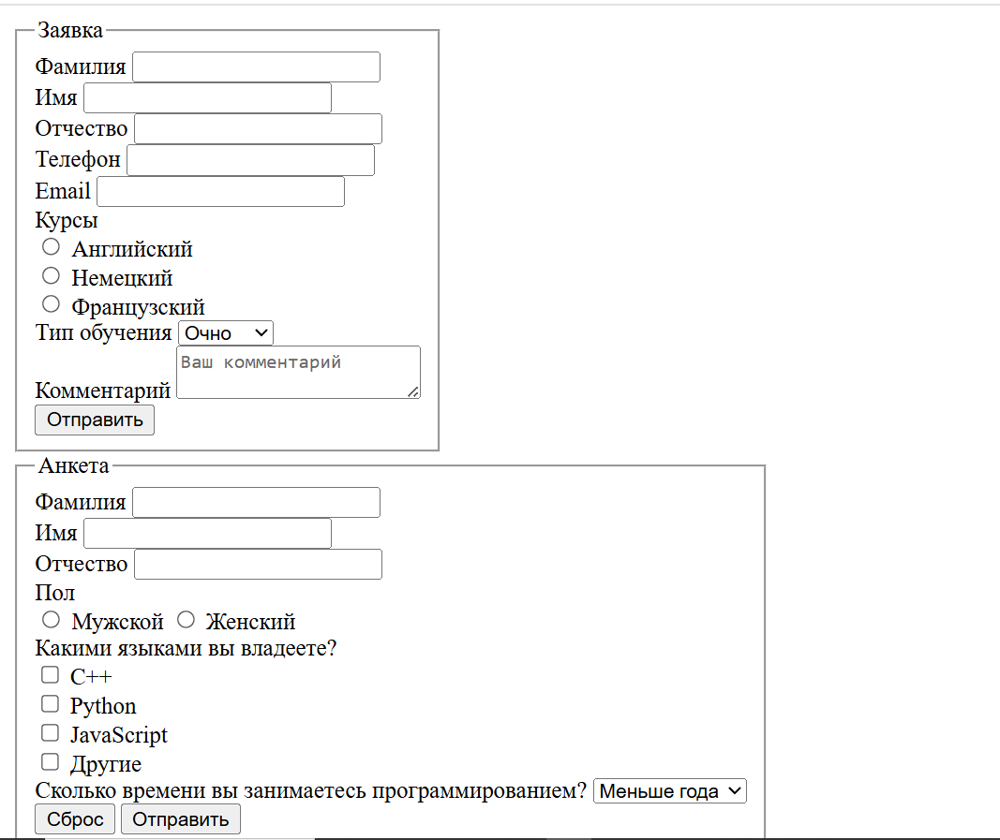 Заявка
Фамилия
Имя
Отчество
Телефон
Email
Курсы
Английский
Немецкий
Французский
Тип обучения Очно
Ваш комментарий
Комментарий
Отправить
Анкета
Фамилия
Имя
Отчество
Пол
Мужской Женский
Какими языками вы владеете?
C++
Python
JavaScript
Другие
Сколько времени вы занимаетесь программированием? Меньше года
Сброс Отправить